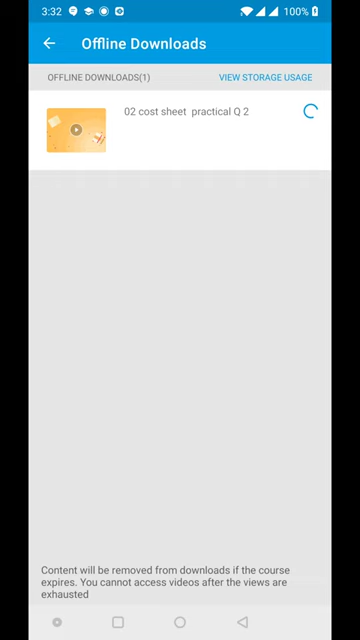 3:32
100%
Offline Downloads
OFFLINE DOWNLOADS(1)
VIEW STORAGE USAGE
02 cost sheet practical Q 2
Content will be removed from downloads if the course
expires. You cannot access videos after the views are
exhausted